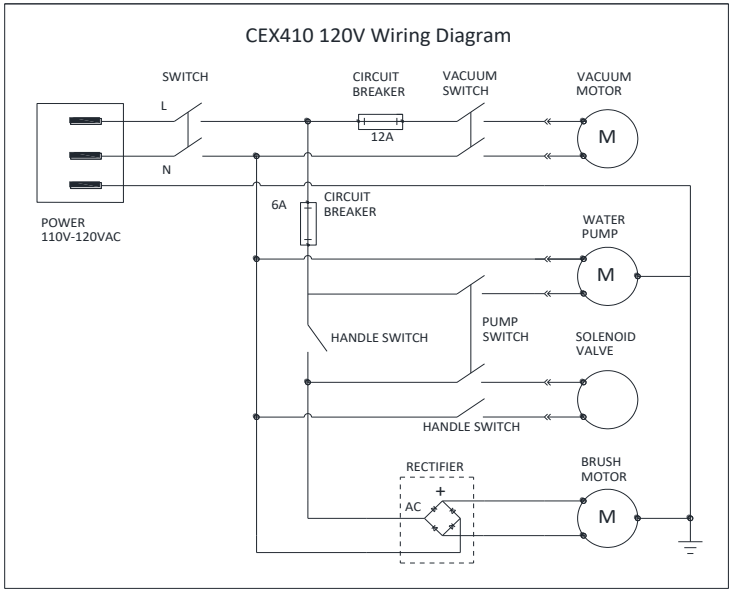 CEX410 120V Wiring Diagram
SWITCH
CIRCUIT
BREAKER
VACUUM
SWITCH
VACUUM
MOTOR
L
12A
M
N
POWER
110V-120VAC
6A
CIRCUIT
BREAKER
WATER
PUMP
M
HANDLE SWITCH
PUMP
SWITCH
SOLENOID
VALVE
HANDLE SWITCH
RECTIFIER
BRUSH
MOTOR
+
AC
M